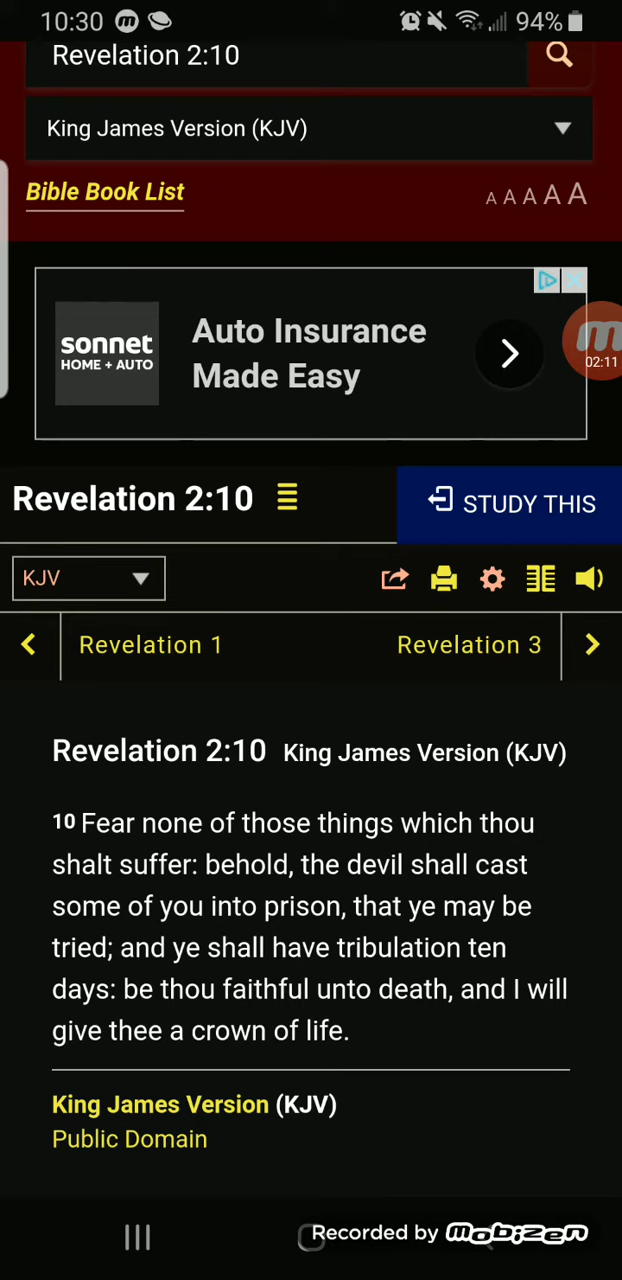 10:30 94%
Revelation 2:10
King James Version (KJV)
Bible Book List
A A A A A
sonnet
HOME + AUTO
Auto Insurance
Made Easy
02:11
Revelation 2:10
STUDY THIS
KJV
Revelation 1
Revelation 3
Revelation 2:10 King James Version (KJV)
10 Fear none of those things which thou
shalt suffer: behold, the devil shall cast
some of you into prison, that ye may be
tried; and ye shall have tribulation ten
days: be thou faithful unto death, and I will
give thee a crown of life.
King James Version (KJV)
Public Domain
Recorded by mobizen